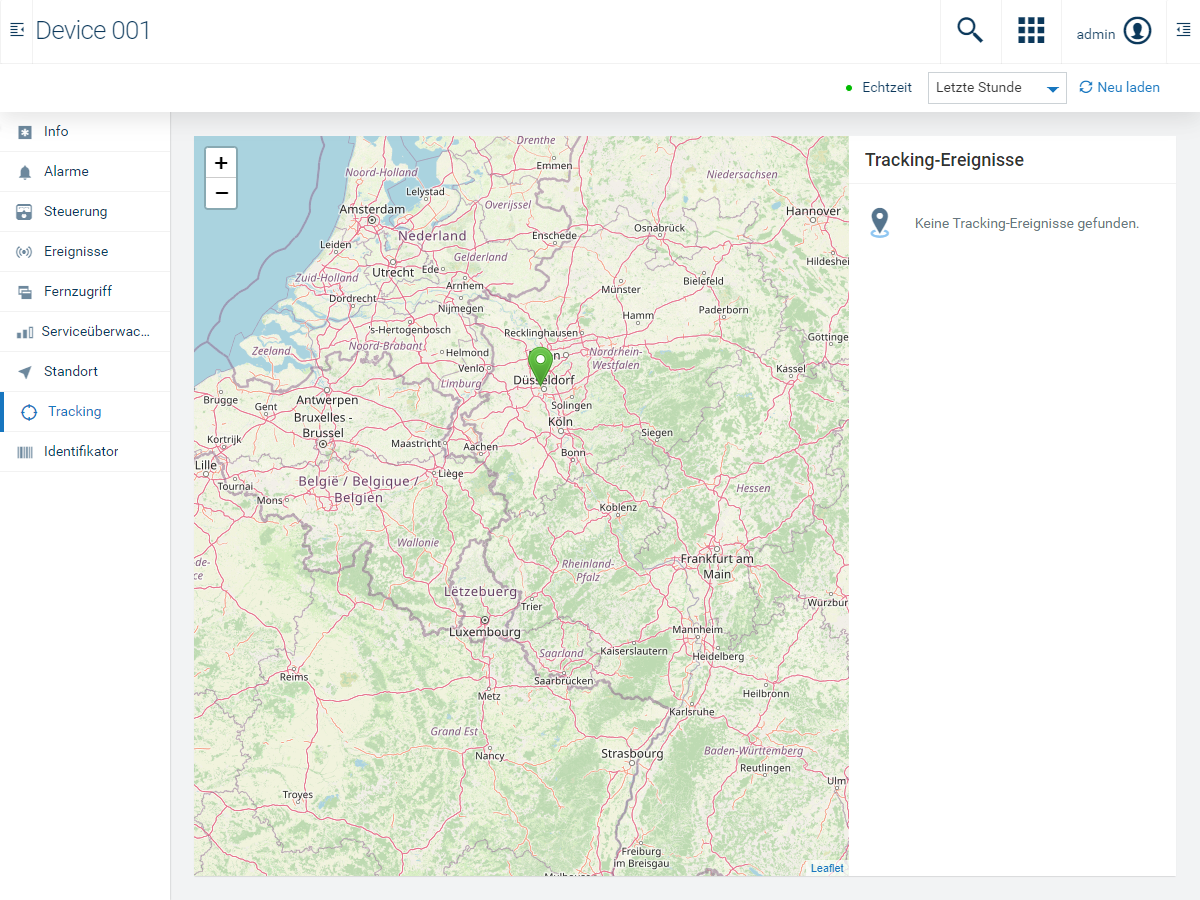 Device 001
admin
Echtzeit
Letzte Stunde
Neu laden
Info
Alarme
Steuerung
Ereignisse
Fernzugriff
Serviceüberwac...
Standort
Tracking
Identifikator
+
−
Drenthe
Emmen
Noord-Holland
Niedersachsen
Lelystad
Overijssel
Amsterdam
Hannover
Nederland
Enschede
Osnabrück
Leiden
Gelderland
Hildeshei
Utrecht
Ede
Zuid-Holland
Arnhem
Bielefeld
Münster
Dordrecht
Nijmegen
Paderborn
Hamm
's-Hertogenbosch
Recklinghausen
Göttinge
Noord-Brabant
Zeeland
Helmond
Nordrhein-
Westfalen
Venlo
Kassel
Limburg
Düsseldorf
Brugge
Antwerpen
Gent
Solingen
Bruxelles -
Brussel
Köln
Kortrijk
Maastricht
Aachen
Siegen
Bonn
Lille
Liège
Tournai
België / Belgique /
Belgien
Mons
Hessen
Koblenz
Wallonie
Frankfurt am
Main
de-
ce
Rheinland-
Pfalz
Lëtzebuerg
Trier
Würzbur
Luxembourg
Mannheim
Saarland
Kaiserslautern
Heidelberg
Reims
Saarbrücken
Metz
Heilbronn
Karlsruhe
Grand Est
Nancy
Strasbourg
Baden-Württemberg
Reutlingen
Ulm
Troyes
Freiburg
im Breisgau
Leaflet
Tracking-Ereignisse
Keine Tracking-Ereignisse gefunden.